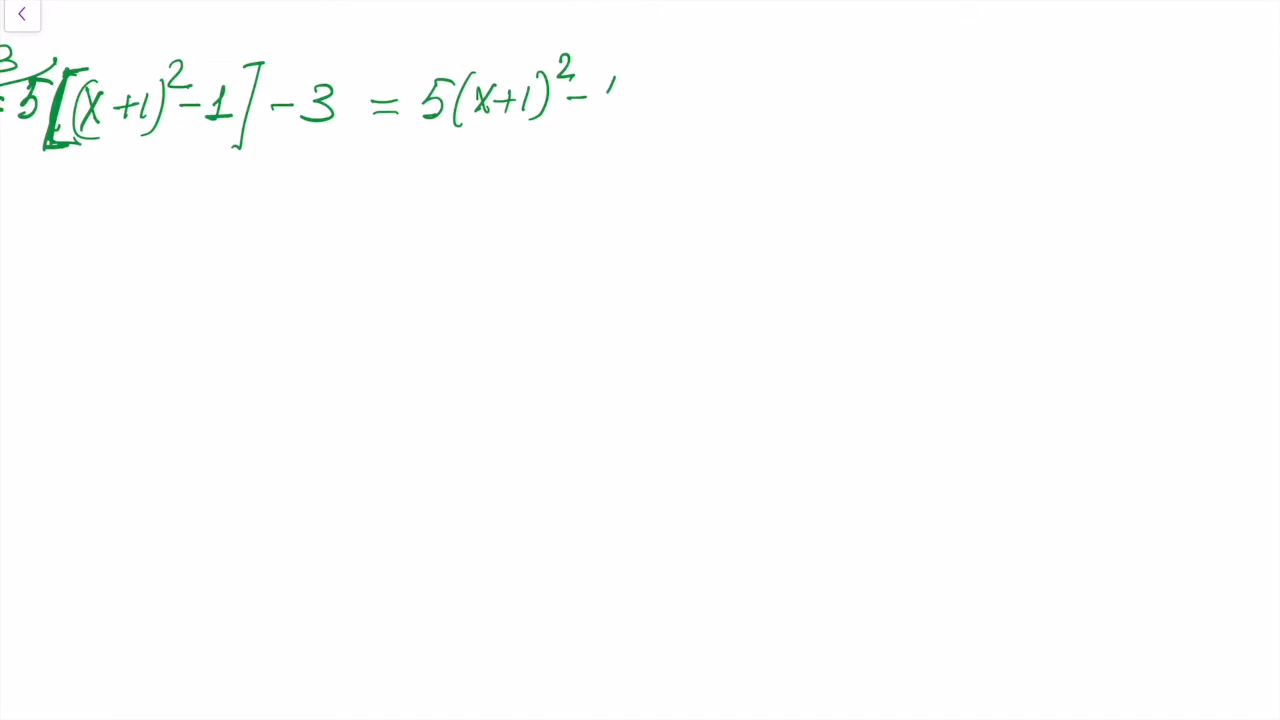 = 5[(x+1)² - 1] - 3 = 5(x+1)² -